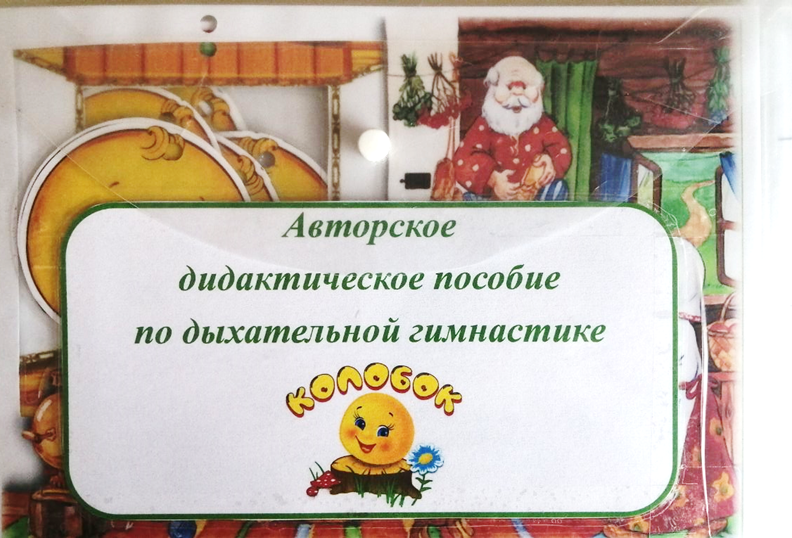 Авторское
дидактическое пособие
по дыхательной гимнастике
КОЛОБОК